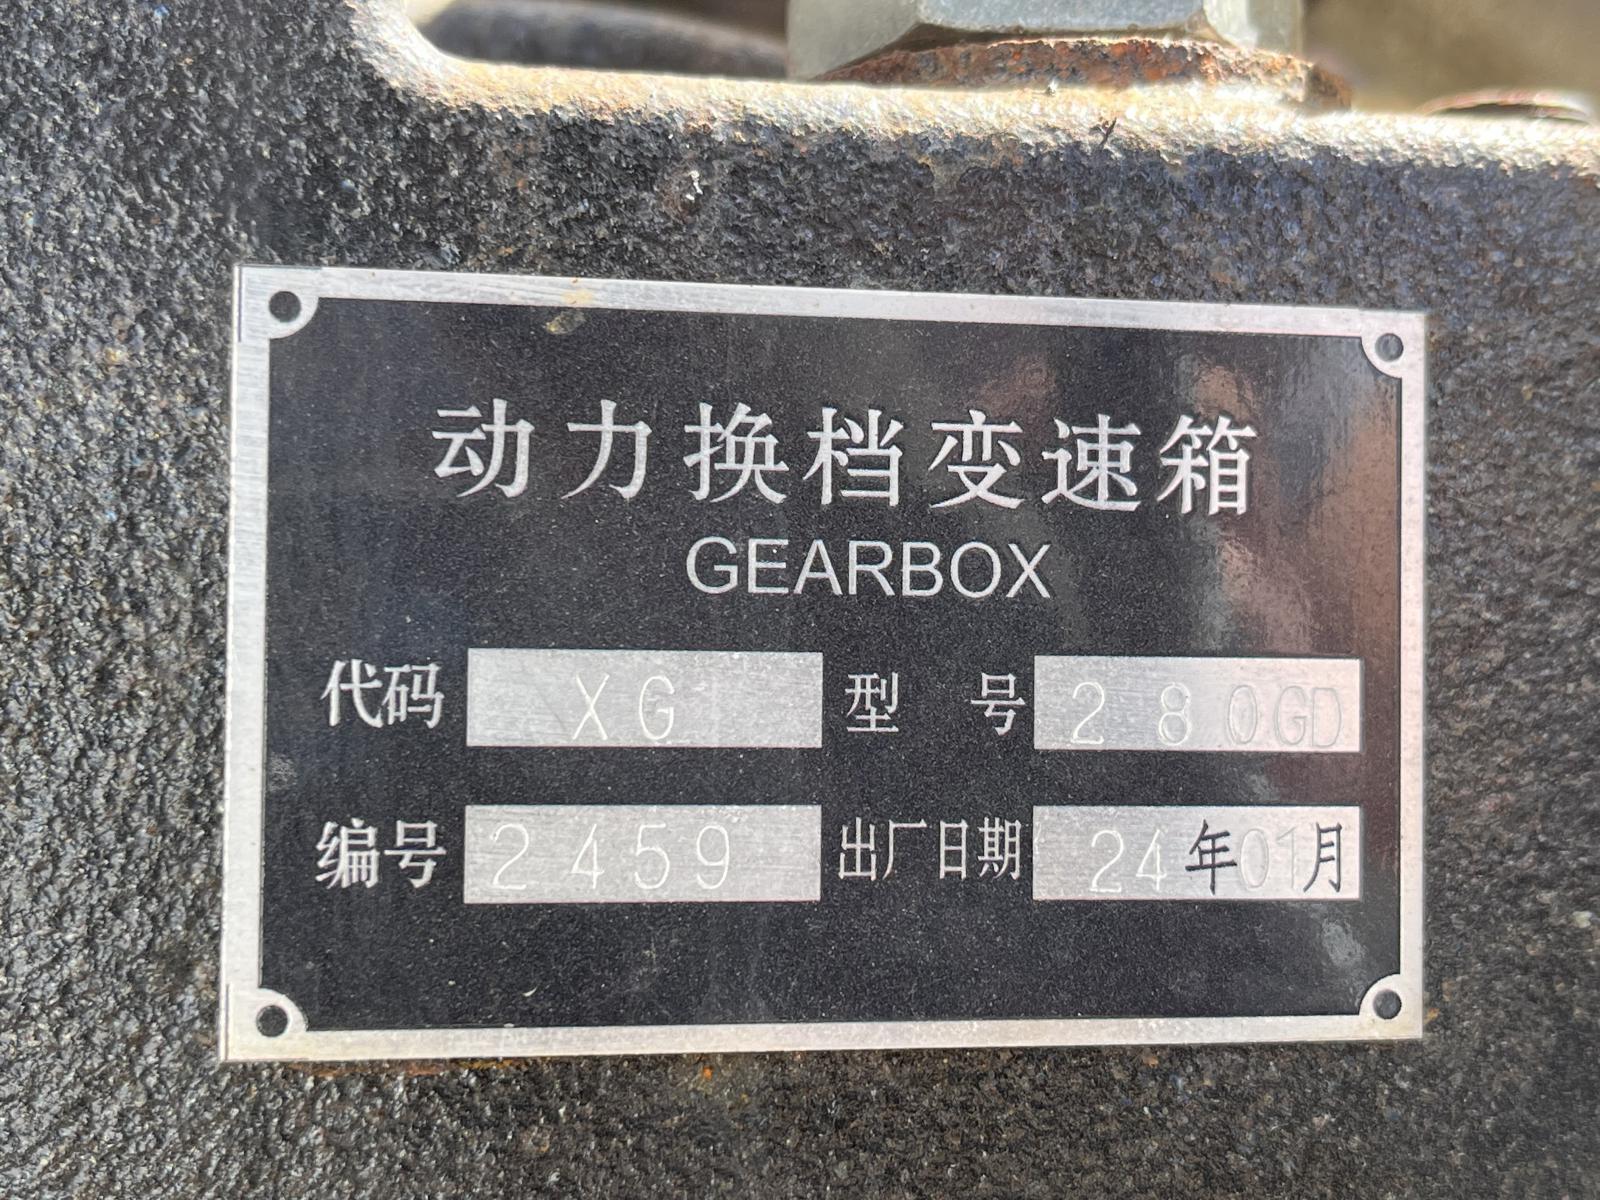 动力换档变速箱
GEARBOX
代码 XG 型号 280GD
编号 2459 出厂日期 24年01月